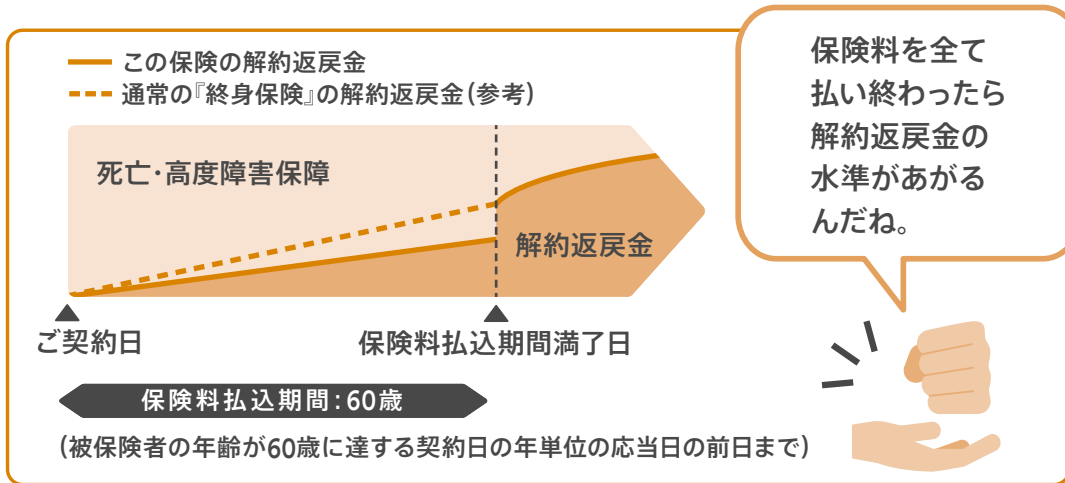 この保険の解約返戻金
通常の『終身保険』の解約返戻金(参考)
死亡・高度障害保障
解約返戻金
ご契約日
保険料払込期間満了日
保険料払込期間:60歳
(被保険者の年齢が60歳に達する契約日の年単位の応当日の前日まで)
保険料を全て
払い終わったら
解約返戻金の
水準があがる
んだね。